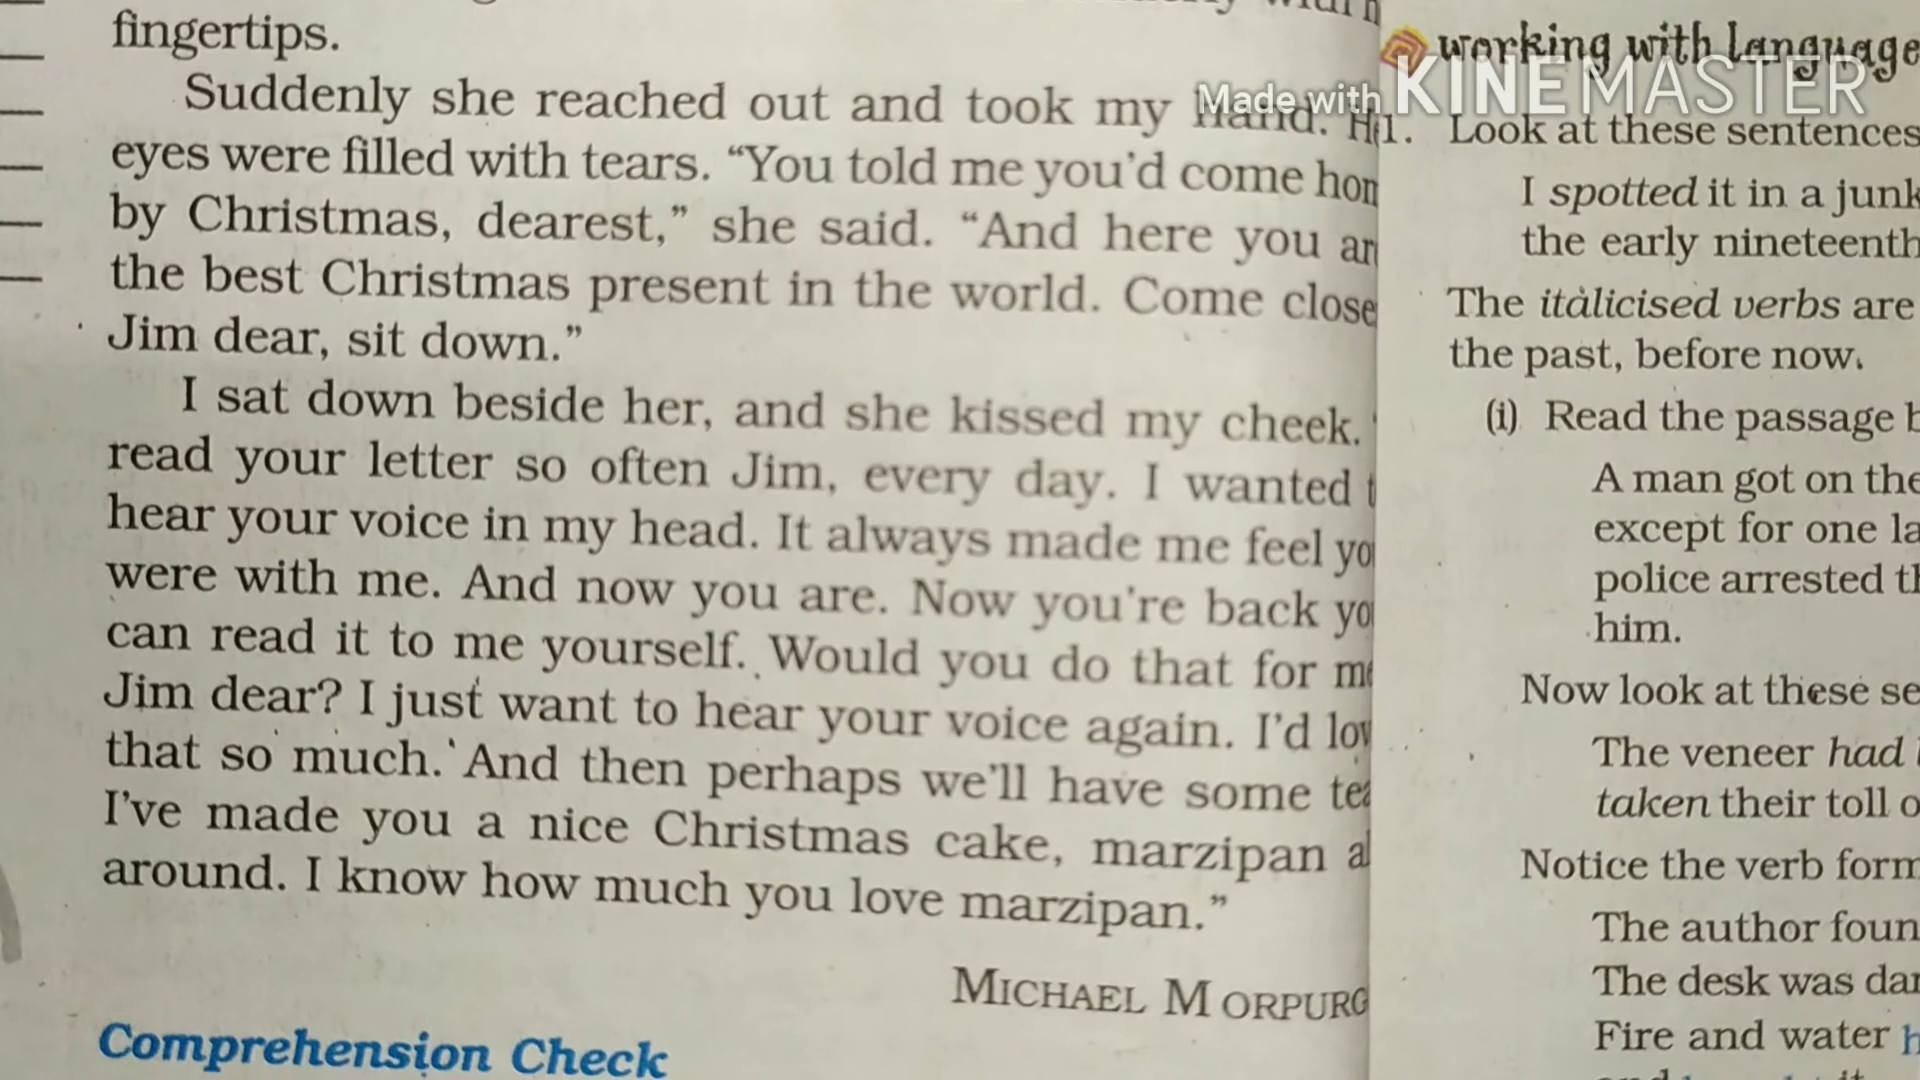 fingertips.
Suddenly she reached out and took my hand.
eyes were filled with tears. “You told me you’d come
by Christmas, dearest,” she said. “And here you
the best Christmas present in the world. Come
Jim dear, sit down.”
I sat down beside her, and she kissed my cheek.
read your letter so often Jim, every day. I wanted
hear your voice in my head. It always made me feel
were with me. And now you are. Now you're back
can read it to me yourself. Would you do that for
Jim dear? I just want to hear your voice again. I’d
that so much. And then perhaps we’ll have some
I’ve made you a nice Christmas cake, marzipan
around. I know how much you love marzipan.”
MICHAEL
Comprehension Check
working with language
Made with KINEMASTER
1. Look at these sentences
I spotted it in a junk
the early nineteenth
The italicised verbs are
the past, before now.
(i) Read the passage
A man got on the
except for one
police arrested
him.
Now look at these
The veneer had
taken their toll
Notice the verb
The author
The desk was
Fire and water